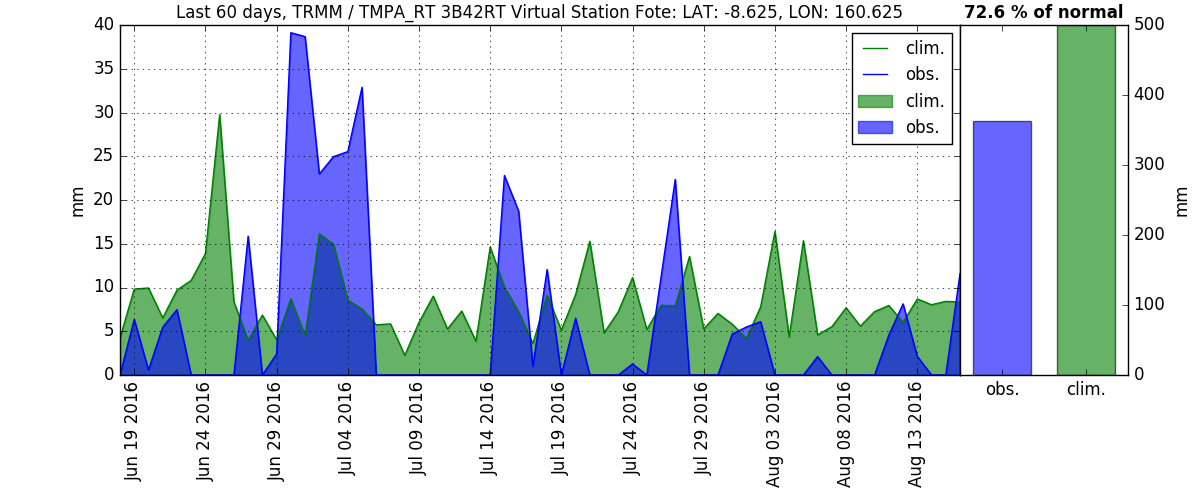 Last 60 days, TRMM / TMPA_RT 3B42RT Virtual Station Fote: LAT: -8.625, LON: 160.625
72.6 % of normal
40
35
30
25
20
15
10
5
0
mm
clim.
obs.
clim.
obs.
500
400
300
200
100
0
mm
Jun 19 2016
Jun 24 2016
Jun 29 2016
Jul 04 2016
Jul 09 2016
Jul 14 2016
Jul 19 2016
Jul 24 2016
Jul 29 2016
Aug 03 2016
Aug 08 2016
Aug 13 2016
obs.
clim.